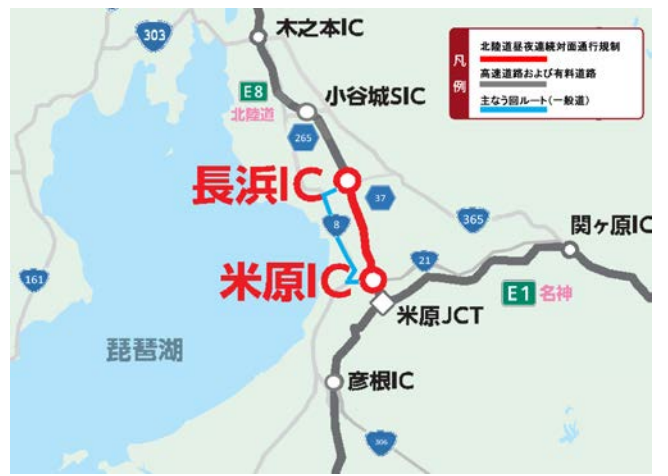 303
木之本IC
E8
北陸道
小谷城SIC
265
長浜IC
37
8
365
関ヶ原IC
21
161
米原IC
E1
名神
米原JCT
琵琶湖
彦根IC
306
凡例
北陸道昼夜連続対面通行規制
高速道路および有料道路
主なう回ルート(一般道)